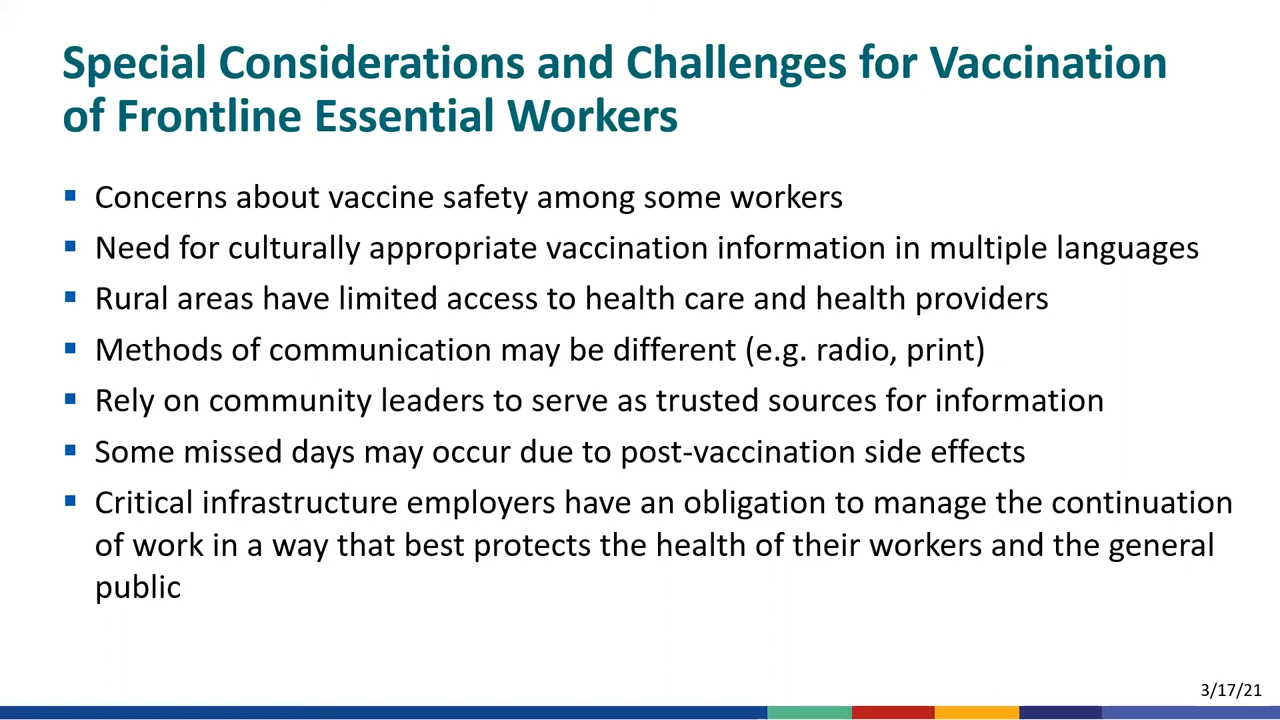 Special Considerations and Challenges for Vaccination
of Frontline Essential Workers
▪ Concerns about vaccine safety among some workers
▪ Need for culturally appropriate vaccination information in multiple languages
▪ Rural areas have limited access to health care and health providers
▪ Methods of communication may be different (e.g. radio, print)
▪ Rely on community leaders to serve as trusted sources for information
▪ Some missed days may occur due to post-vaccination side effects
▪ Critical infrastructure employers have an obligation to manage the continuation
of work in a way that best protects the health of their workers and the general
public
3/17/21